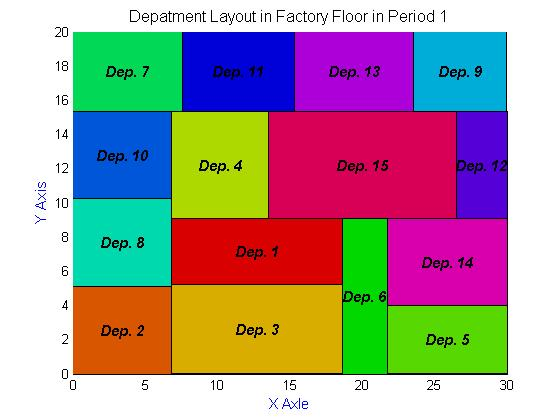 Depatment Layout in Factory Floor in Period 1
20
18
16
14
12
10
8
6
4
2
0
Y Axis
Dep. 7
Dep. 11
Dep. 13
Dep. 9
Dep. 10
Dep. 4
Dep. 15
Dep. 12
Dep. 8
Dep. 1
Dep. 6
Dep. 14
Dep. 2
Dep. 3
Dep. 5
0 5 10 15 20 25 30
X Axle